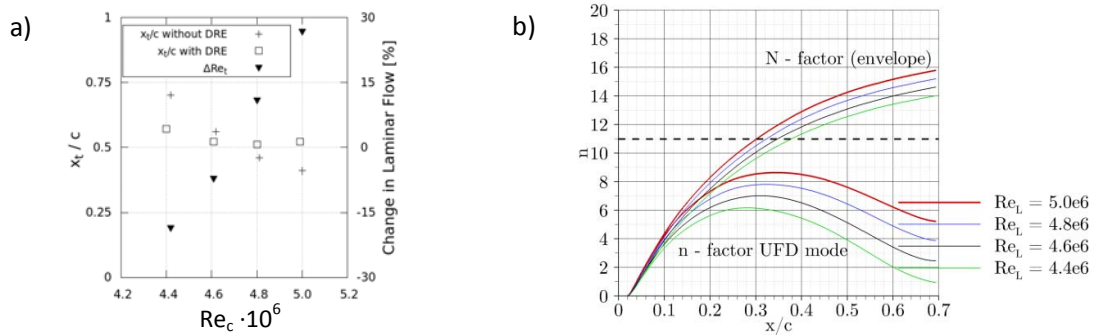 a)
x_t/c without DRE
x_t/c with DRE
ΔRe_t
x_t / c
1
0.75
0.5
0.25
0
30
15
0
-15
-30
Change in Laminar Flow [%]
4.2 4.4 4.6 4.8 5.0 5.2
Re_c ·10^6
b)
20
18
16
14
12
11
10
8
6
4
2
0
n
N - factor (envelope)
n - factor UFD mode
0 0.1 0.2 0.3 0.4 0.5 0.6 0.7
x/c
Re_L = 5.0e6
Re_L = 4.8e6
Re_L = 4.6e6
Re_L = 4.4e6